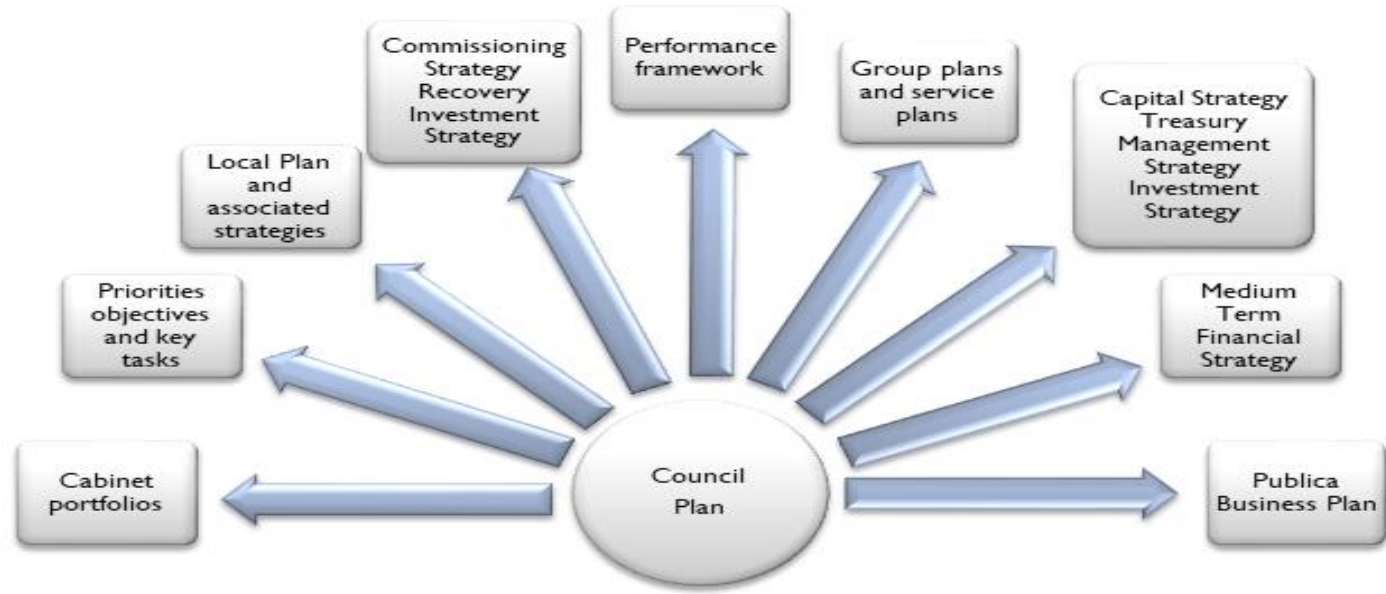 Commissioning
Strategy
Recovery
Investment
Strategy
Performance
framework
Group plans
and service
plans
Capital Strategy
Treasury
Management
Strategy
Investment
Strategy
Local Plan
and
associated
strategies
Priorities
objectives
and key
tasks
Medium
Term
Financial
Strategy
Cabinet
portfolios
Council
Plan
Publica
Business Plan